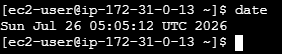 [ec2-user@ip-172-31-0-13 ~]$ date
Sun Jul 26 05:05:12 UTC 2026
[ec2-user@ip-172-31-0-13 ~]$